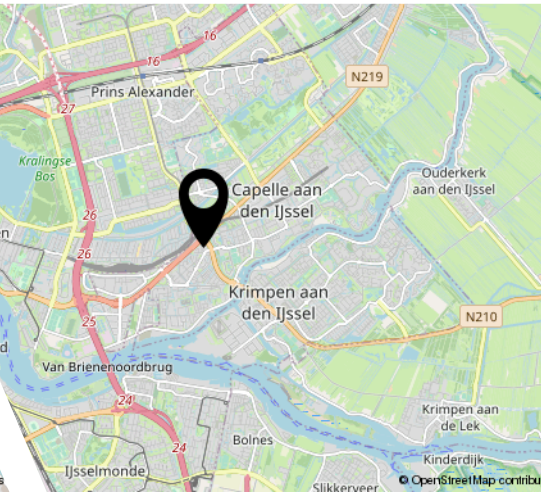 16
16
N219
Prins Alexander
27
Kralingse
Bos
Ouderkerk
aan den IJssel
Capelle aan
den IJssel
26
en
26
Krimpen aan
den IJssel
N210
25
d
Van Brienenoordbrug
24
Krimpen aan
de Lek
24
Bolnes
Kinderdijk
IJsselmonde
Slikkerveer
s
© OpenStreetMap contribu